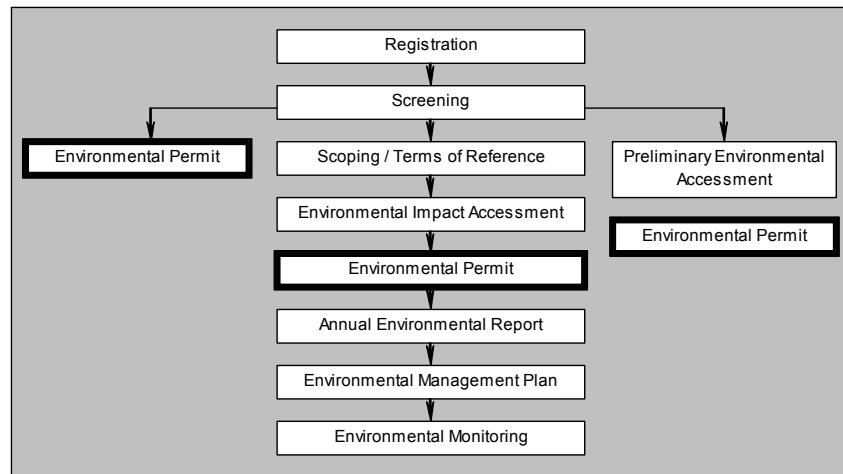 Registration
Screening
Environmental Permit
Scoping / Terms of Reference
Preliminary Environmental
Accessment
Environmental Impact Accessment
Environmental Permit
Environmental Permit
Annual Environmental Report
Environmental Management Plan
Environmental Monitoring